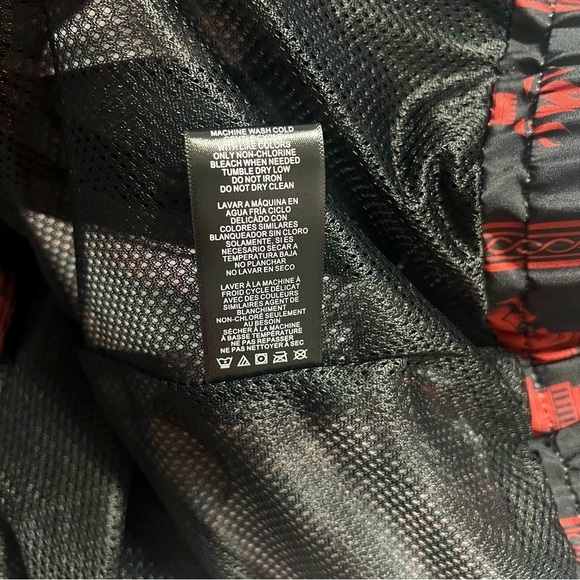 MACHINE WASH COLD
GENTLE CYCLE
WITH LIKE COLORS
ONLY NON-CHLORINE
BLEACH WHEN NEEDED
TUMBLE DRY LOW
DO NOT IRON
DO NOT DRY CLEAN
LAVAR A MÁQUINA EN
AGUA FRÍA CICLO
DELICADO CON
COLORES SIMILARES
BLANQUEADOR SIN CLORO
SOLAMENTE, SI ES
NECESARIO SECAR A
TEMPERATURA BAJA
NO PLANCHAR
NO LAVAR EN SECO
LAVER À LA MACHINE À
FROID CYCLE DÉLICAT
AVEC DES COULEURS
SIMILAIRES AGENT DE
BLANCHIMENT
NON-CHLORÉ SEULEMENT
AU BESOIN
SÉCHER À LA MACHINE
À BASSE TEMPÉRATURE
NE PAS REPASSER
NE PAS NETTOYER À SEC